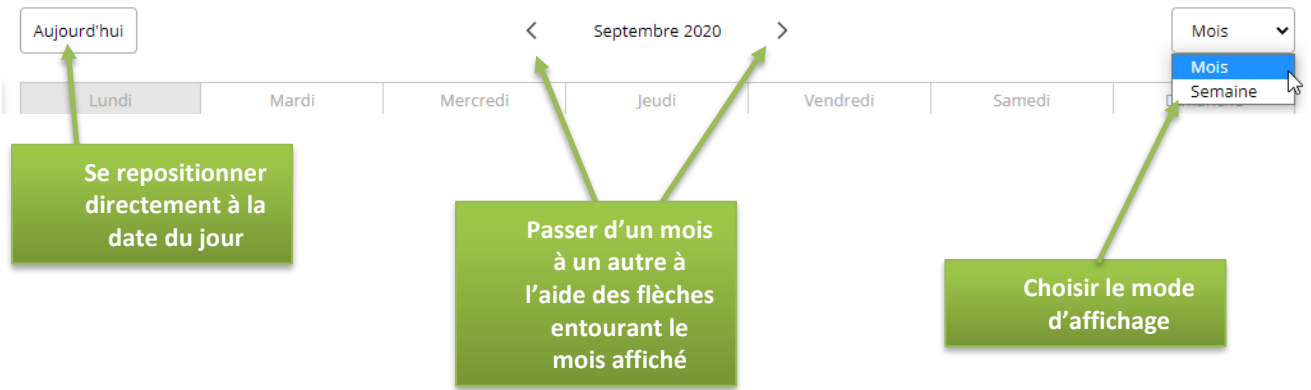 Aujourd'hui
Septembre 2020
Mois
Mois
Semaine
Lundi
Mardi
Mercredi
Jeudi
Vendredi
Samedi
Se repositionner
directement à la
date du jour
Passer d’un mois
à un autre à
l’aide des flèches
entourant le
mois affiché
Choisir le mode
d’affichage